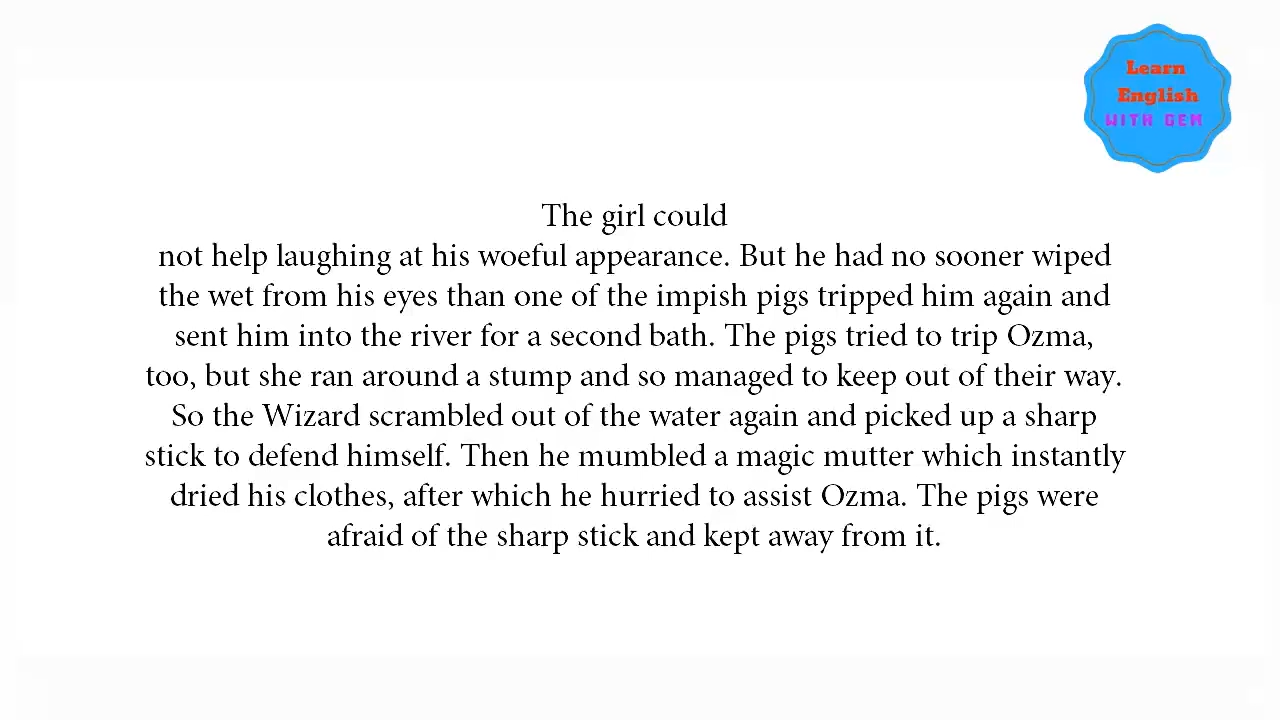 Learn
English
WITH GEM
The girl could
not help laughing at his woeful appearance. But he had no sooner wiped
the wet from his eyes than one of the impish pigs tripped him again and
sent him into the river for a second bath. The pigs tried to trip Ozma,
too, but she ran around a stump and so managed to keep out of their way.
So the Wizard scrambled out of the water again and picked up a sharp
stick to defend himself. Then he mumbled a magic mutter which instantly
dried his clothes, after which he hurried to assist Ozma. The pigs were
afraid of the sharp stick and kept away from it.